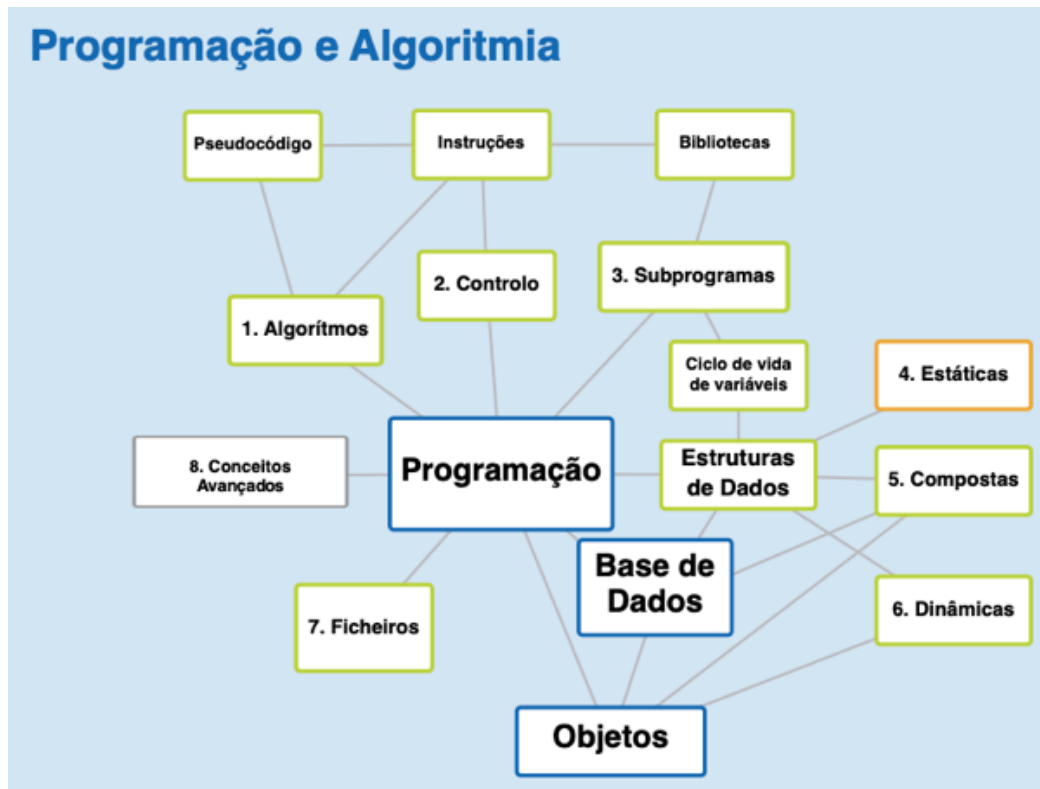 Programação e Algoritmia
Pseudocódigo
Instruções
Bibliotecas
2. Controlo
3. Subprogramas
1. Algorítmos
Ciclo de vida
de variáveis
4. Estáticas
8. Conceitos
Avançados
Programação
Estruturas
de Dados
5. Compostas
Base de
Dados
6. Dinâmicas
7. Ficheiros
Objetos